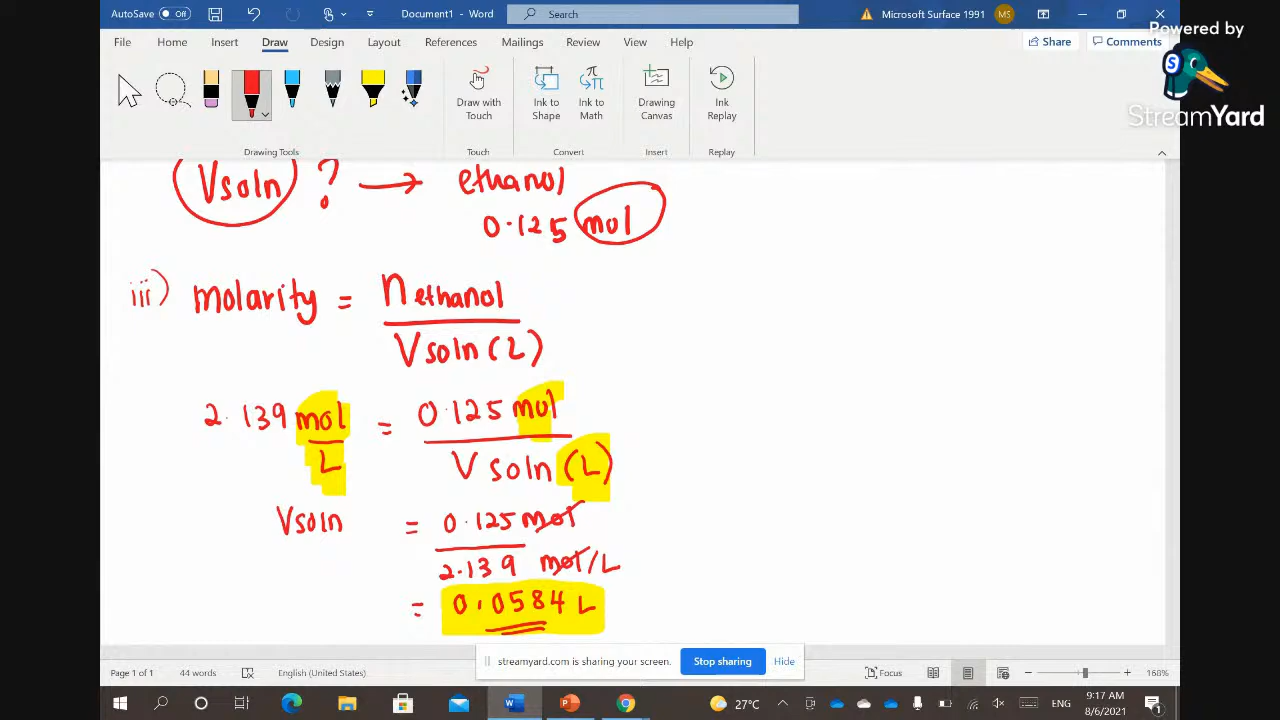 AutoSave Off Document1 - Word Search Microsoft Surface 1991 MS
Powered by
StreamYard
File Home Insert Draw Design Layout References Mailings Review View Help Share Comments
Draw with Touch
Ink to Shape
Ink to Math
Drawing Canvas
Ink Replay
Drawing Tools Touch Convert Insert Replay
Vsoln ? → ethanol
0.125 mol
iii) molarity = nethanol
Vsoln (L)
2.139 mol = 0.125 mol
L V soln (L)
Vsoln = 0.125 mol
2.139 mol/L
= 0.0584 L
streamyard.com is sharing your screen. Stop sharing Hide
Page 1 of 1 44 words English (United States) Focus 168%
27°C ENG 9:17 AM
8/6/2021
1